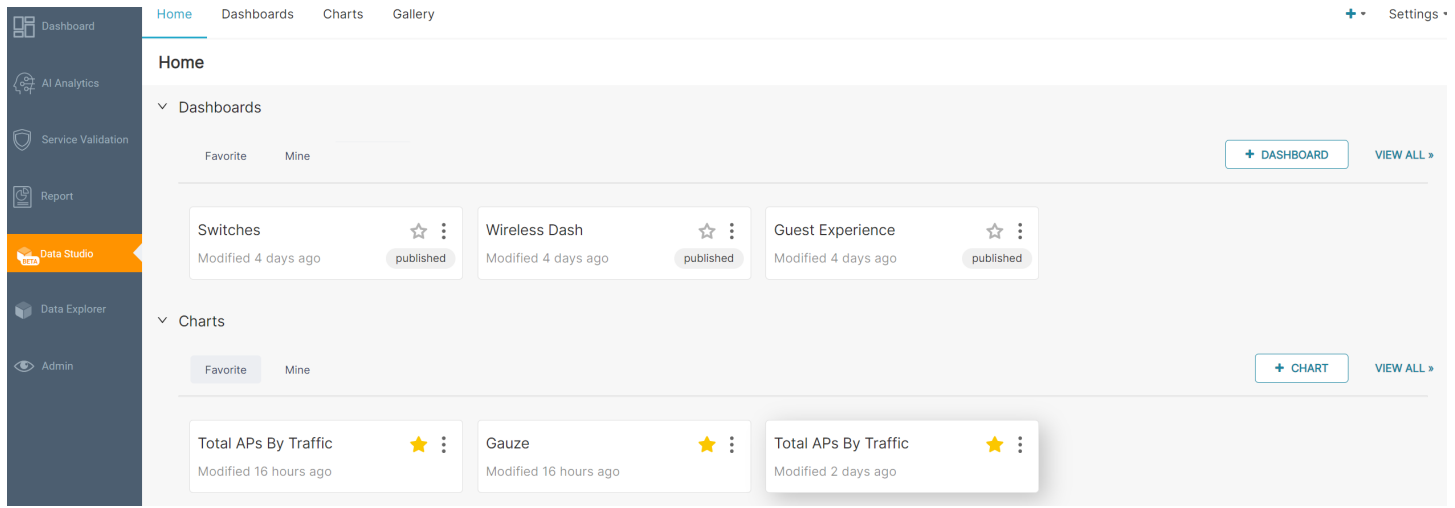 Dashboard
AI Analytics
Service Validation
Report
BETA
Data Studio
Data Explorer
Admin
Home Dashboards Charts Gallery
+ Settings
Home
Dashboards
Favorite Mine
+ DASHBOARD VIEW ALL »
Switches
Modified 4 days ago published
Wireless Dash
Modified 4 days ago published
Guest Experience
Modified 4 days ago published
Charts
Favorite Mine
+ CHART VIEW ALL »
Total APs By Traffic
Modified 16 hours ago
Gauze
Modified 16 hours ago
Total APs By Traffic
Modified 2 days ago